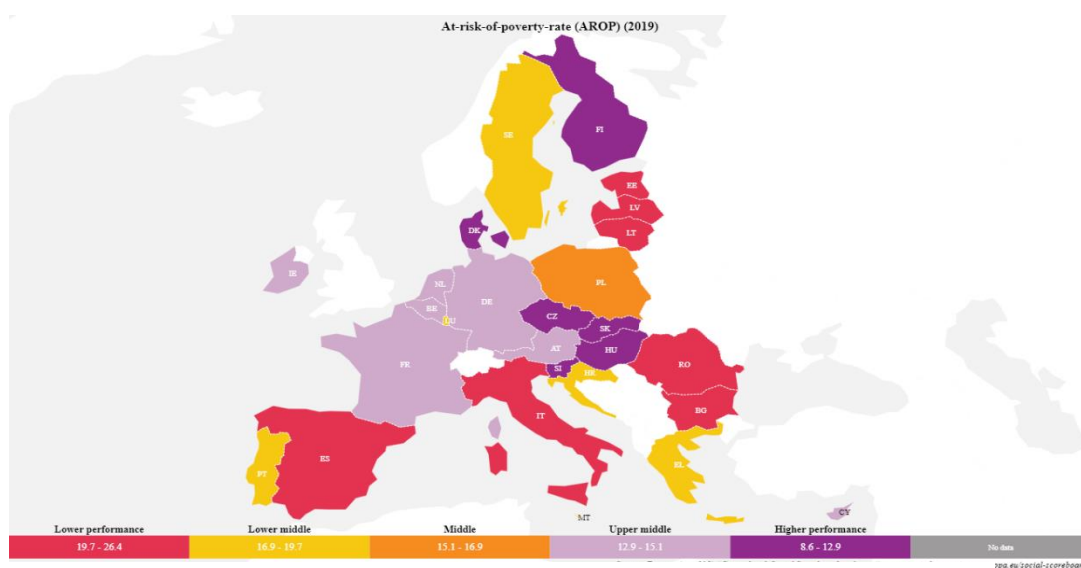 At-risk-of-poverty-rate (AROP) (2019)
SE
FI
EE
LV
LT
DK
IE
NL
BE
DE
PL
LU
CZ
SK
FR
AT
HU
SI
HR
RO
IT
BG
PT
ES
EL
MT
CY
Lower performance Lower middle Middle Upper middle Higher performance
19.7 - 26.4 16.9 - 19.7 15.1 - 16.9 12.9 - 15.1 8.6 - 12.9 No data